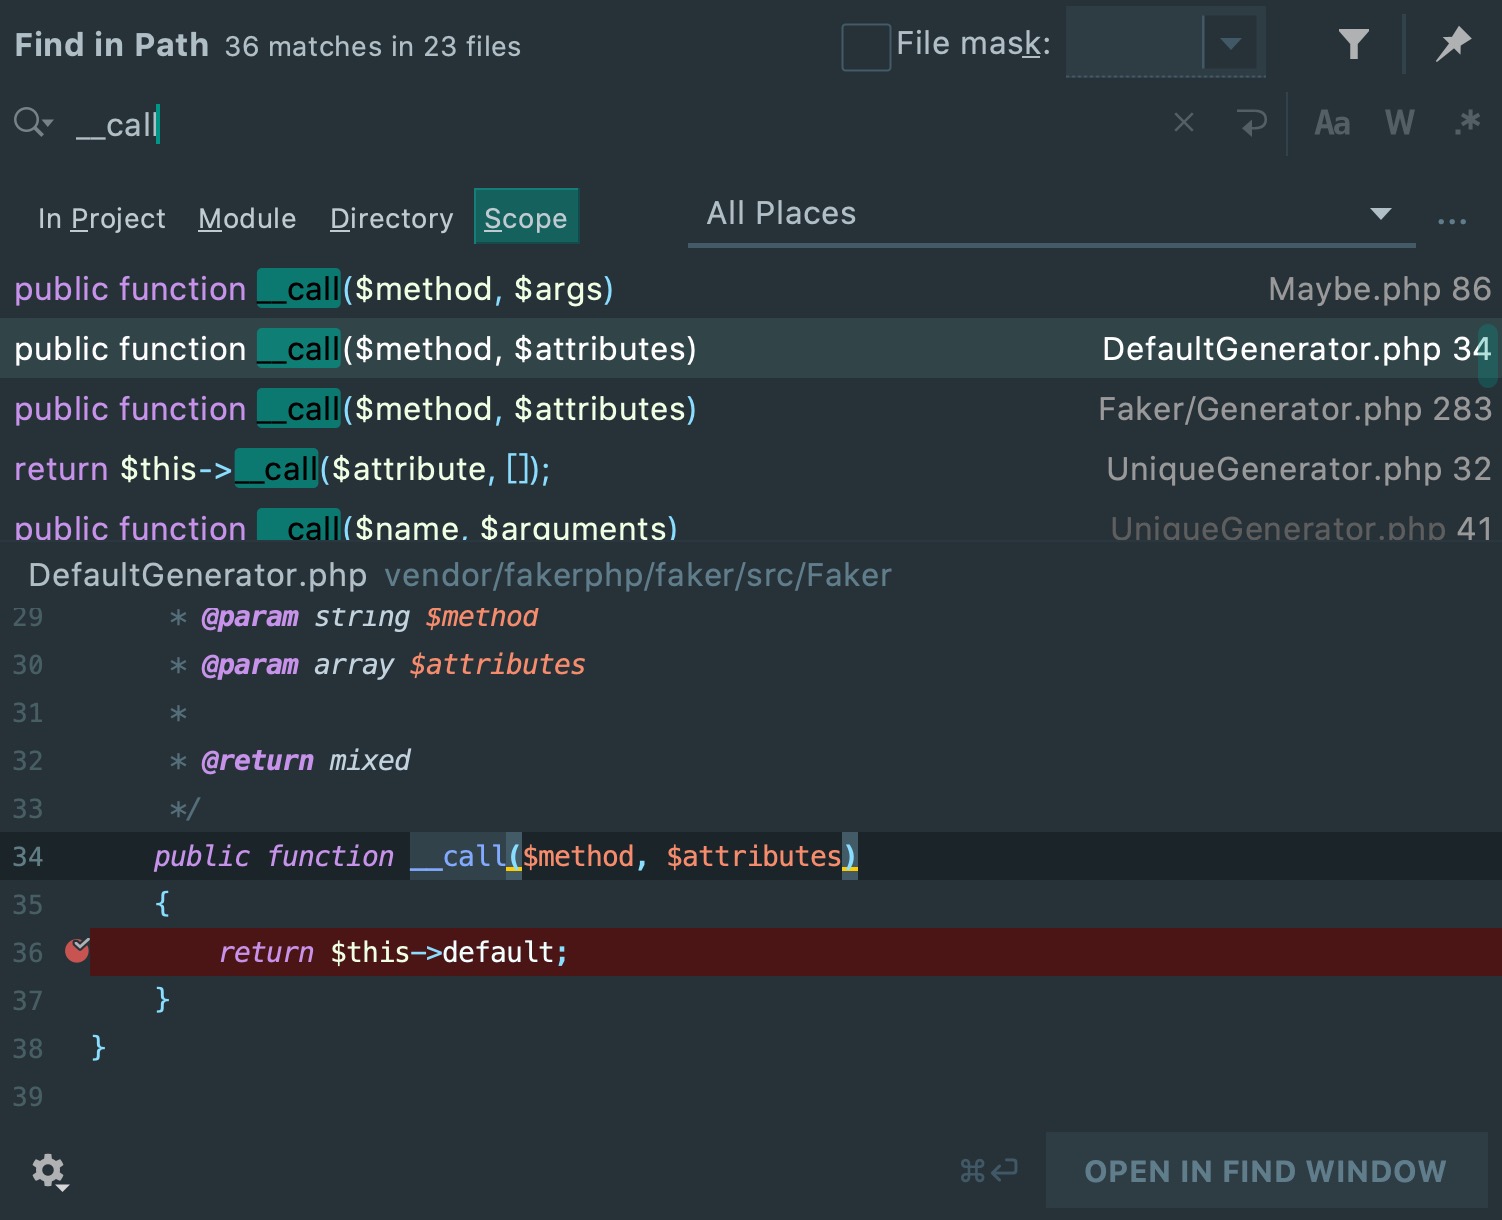 Find in Path 36 matches in 23 files File mask:
__call Aa W .*
In Project Module Directory Scope All Places ...
public function __call($method, $args) Maybe.php 86
public function __call($method, $attributes) DefaultGenerator.php 34
public function __call($method, $attributes) Faker/Generator.php 283
return $this->__call($attribute, []); UniqueGenerator.php 32
public function __call($name, $arguments) UniqueGenerator.php 41
DefaultGenerator.php vendor/fakerphp/faker/src/Faker
29 * @param string $method
30 * @param array $attributes
31 *
32 * @return mixed
33 */
34 public function __call($method, $attributes)
35 {
36 return $this->default;
37 }
38 }
39
⌘↩ OPEN IN FIND WINDOW